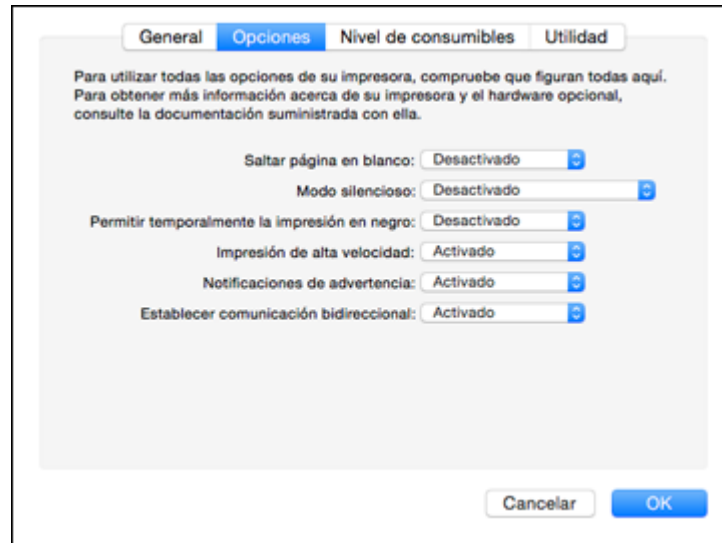 General Opciones Nivel de consumibles Utilidad
Para utilizar todas las opciones de su impresora, compruebe que figuran todas aquí.
Para obtener más información acerca de su impresora y el hardware opcional,
consulte la documentación suministrada con ella.
Saltar página en blanco: Desactivado
Modo silencioso: Desactivado
Permitir temporalmente la impresión en negro: Desactivado
Impresión de alta velocidad: Activado
Notificaciones de advertencia: Activado
Establecer comunicación bidireccional: Activado
Cancelar OK